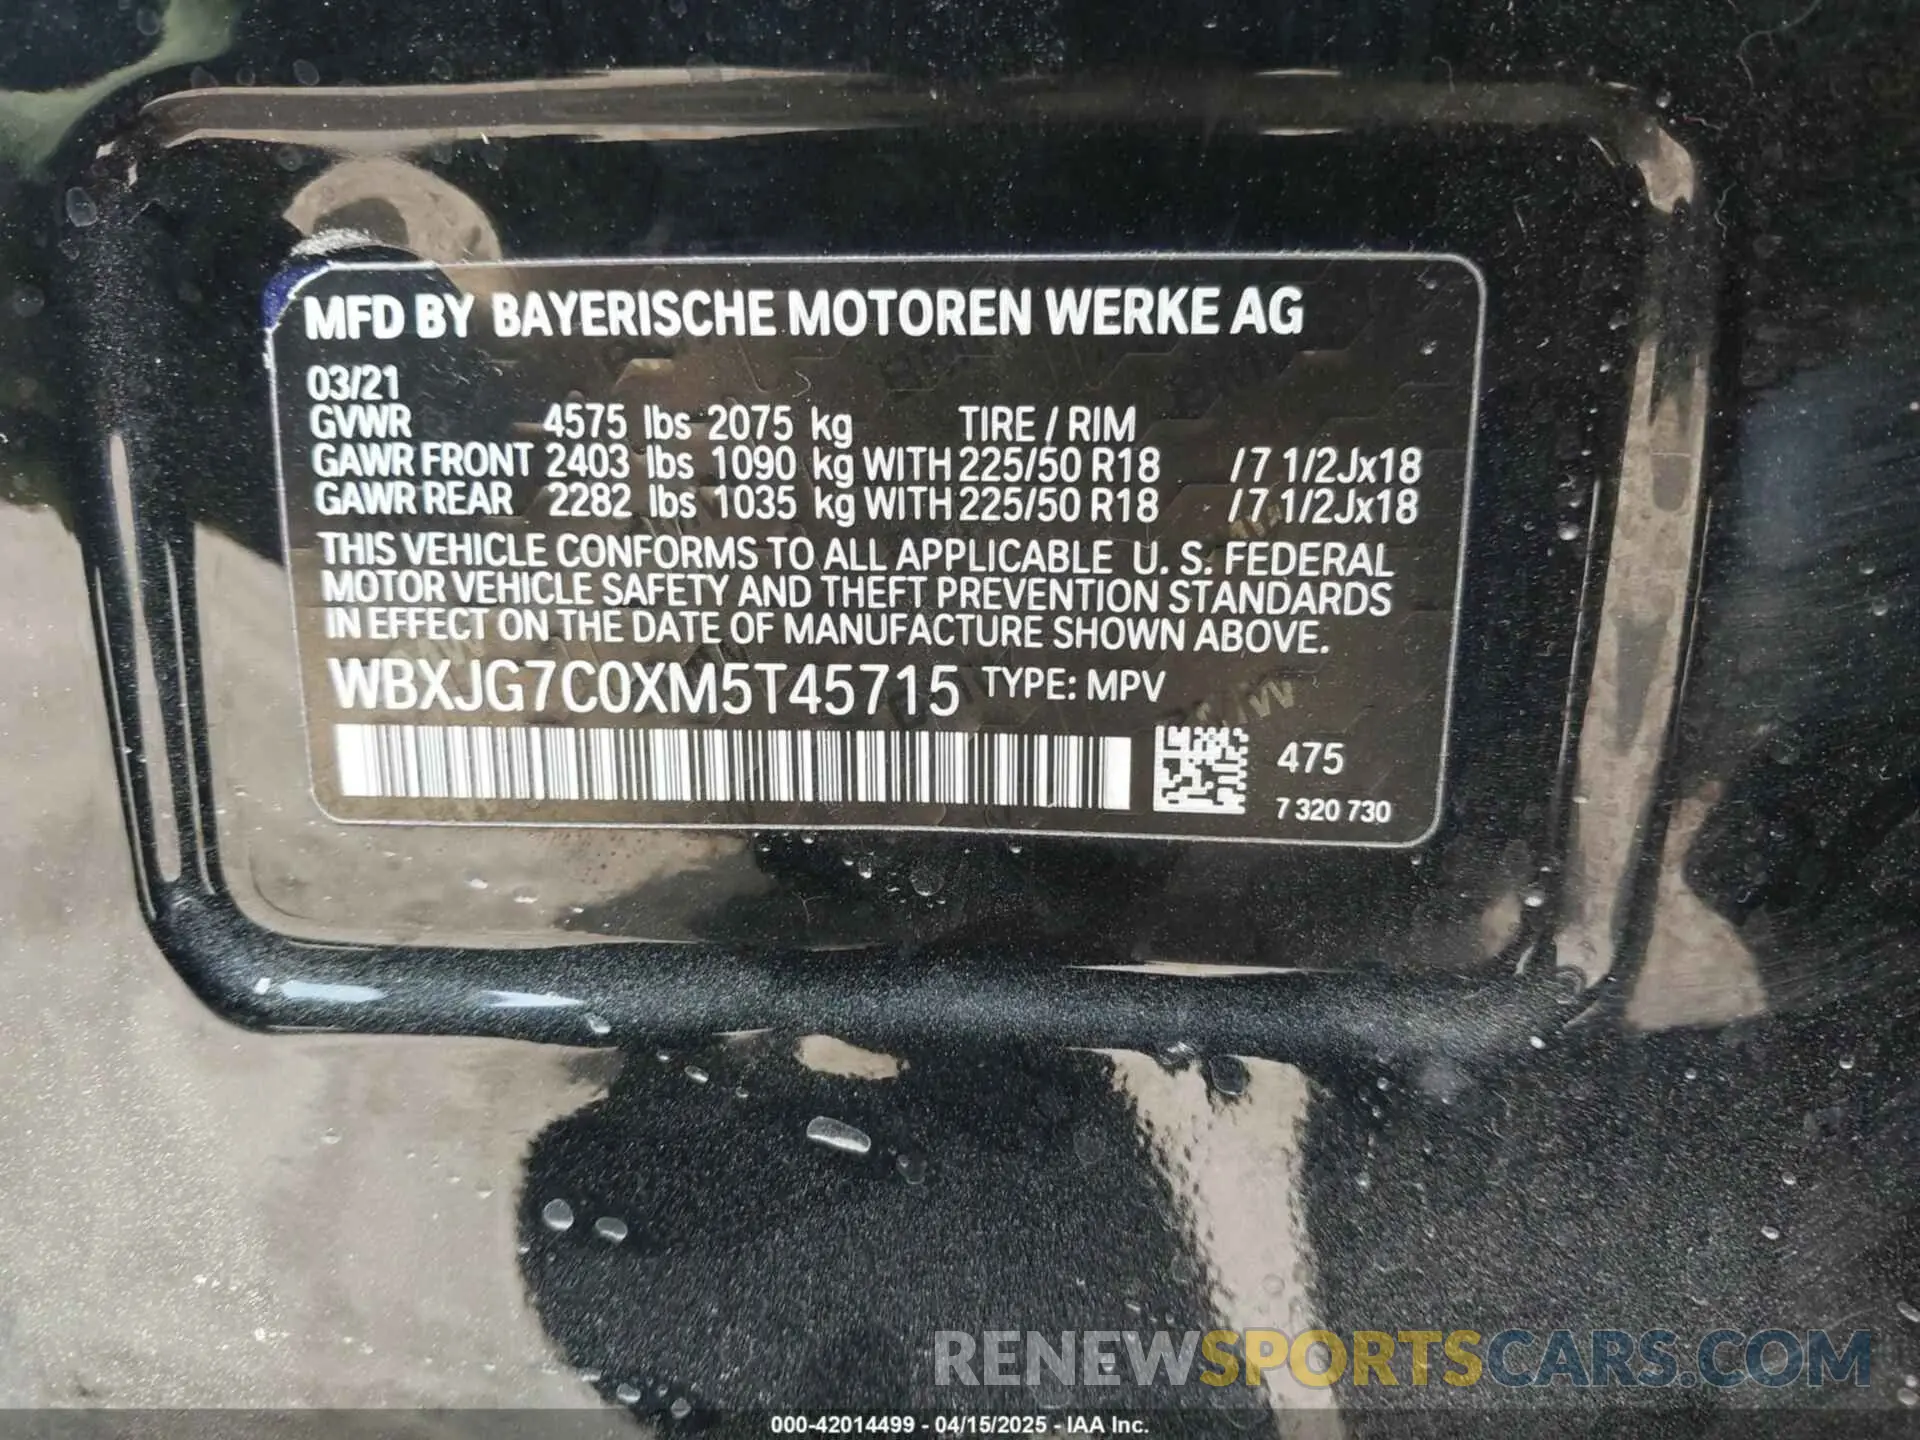 MFD BY BAYERISCHE MOTOREN WERKE AG
03/21
GVWR 4575 lbs 2075 kg TIRE / RIM
GAWR FRONT 2403 lbs 1090 kg WITH 225/50 R18 /7 1/2Jx18
GAWR REAR 2282 lbs 1035 kg WITH 225/50 R18 /7 1/2Jx18
THIS VEHICLE CONFORMS TO ALL APPLICABLE U. S. FEDERAL
MOTOR VEHICLE SAFETY AND THEFT PREVENTION STANDARDS
IN EFFECT ON THE DATE OF MANUFACTURE SHOWN ABOVE.
WBXJG7C0XM5T45715 TYPE: MPV
475
7 320 730
RENEWSPORTSCARS.COM
000-42014499 - 04/15/2025 - IAA Inc.